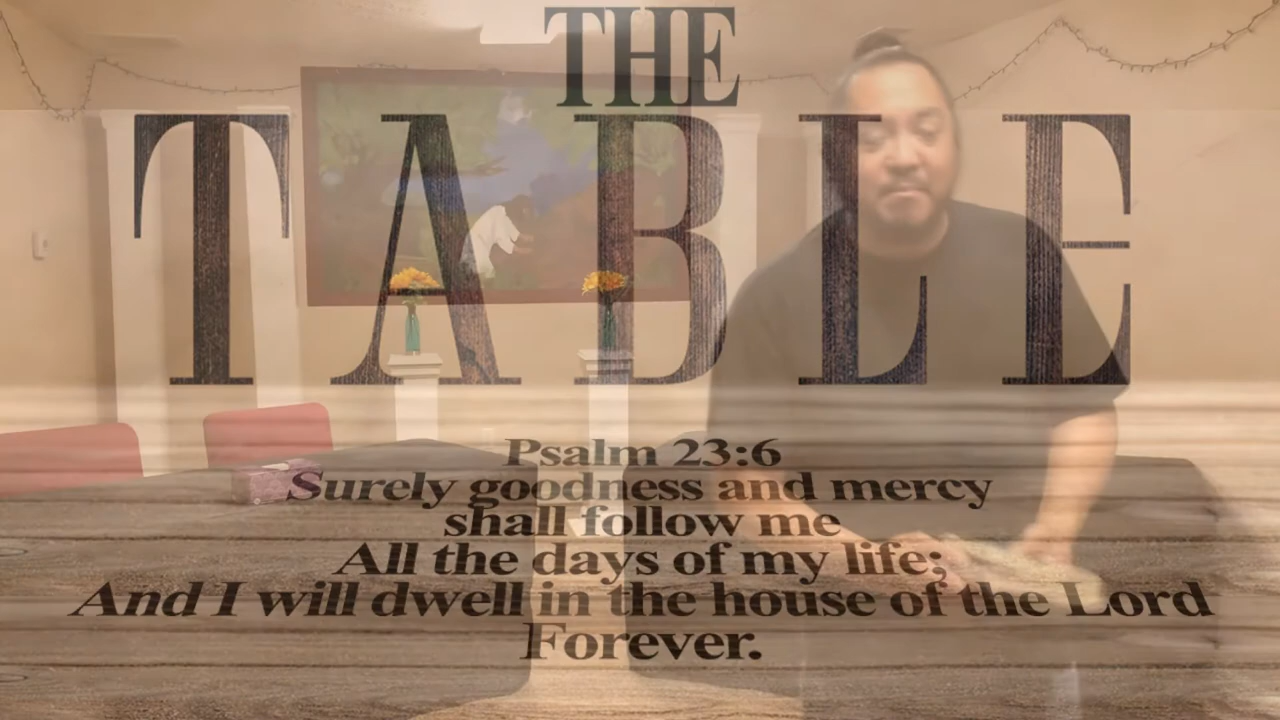 THE
TABLE
Psalm 23:6
Surely goodness and mercy
shall follow me
All the days of my life;
And I will dwell in the house of the Lord
Forever.